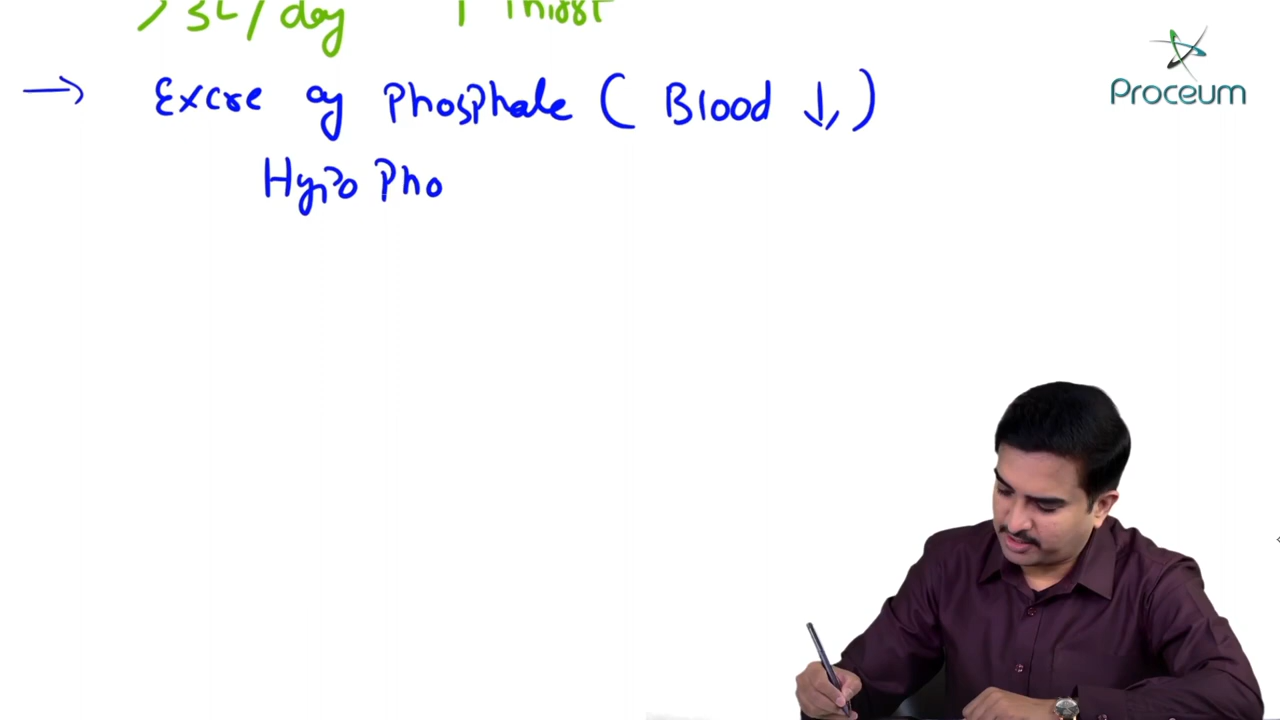 > 3L / day ↑ Thirst
→ Excre of Phosphate ( Blood ↓, )
Hypo Pho
Proceum